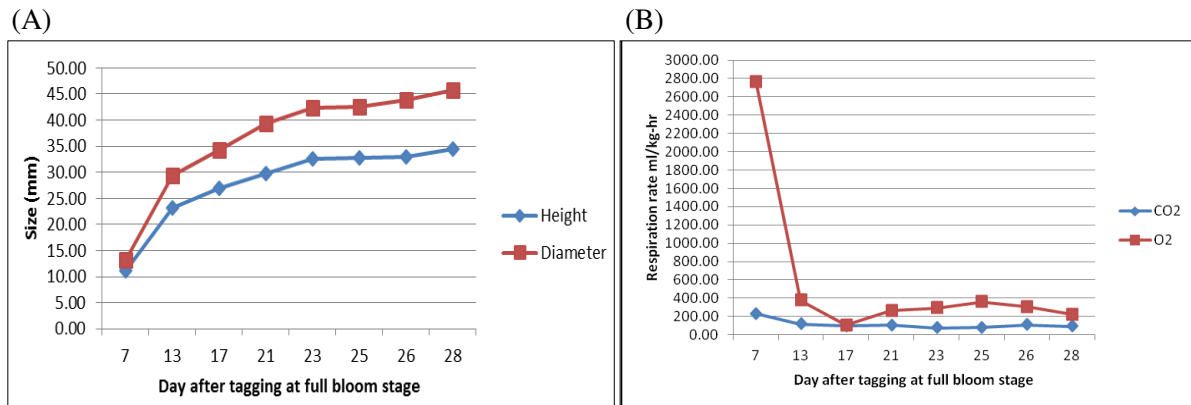 (A)
50.00
45.00
40.00
35.00
30.00
25.00
20.00
15.00
10.00
5.00
0.00
Size (mm)
7 13 17 21 23 25 26 28
Day after tagging at full bloom stage
Height
Diameter
(B)
3000.00
2800.00
2600.00
2400.00
2200.00
2000.00
1800.00
1600.00
1400.00
1200.00
1000.00
800.00
600.00
400.00
200.00
0.00
Respiration rate ml/kg-hr
7 13 17 21 23 25 26 28
Day after tagging at full bloom stage
CO2
O2